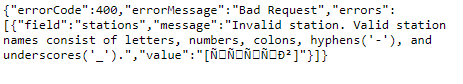 {"errorCode":400,"errorMessage":"Bad Request","errors":
[{"field":"stations","message":"Invalid station. Valid station
names consist of letters, numbers, colons, hyphens('-'), and
underscores('_').","value":"[Ñ□Ñ□Ñ□Ñ□Ð²]"}]}